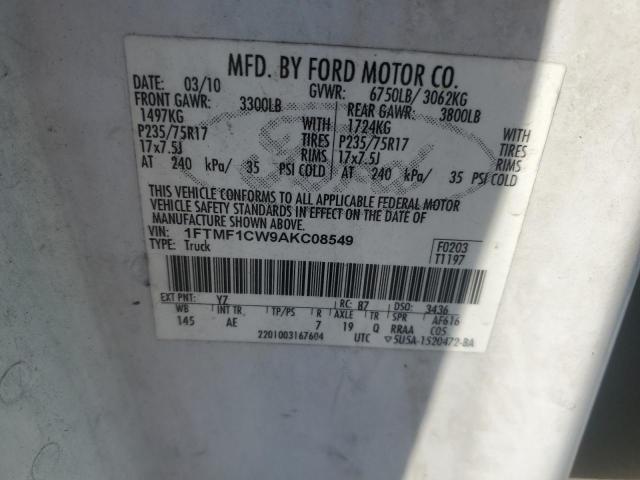 MFD. BY FORD MOTOR CO.
DATE: 03/10 GVWR: 6750LB/ 3062KG
FRONT GAWR: 3300LB REAR GAWR: 3800LB
1497KG WITH 1724KG WITH
P235/75R17 TIRES P235/75R17 TIRES
17x7.5J RIMS 17x7.5J RIMS
AT 240 kPa/ 35 PSI COLD AT 240 kPa/ 35 PSI COLD
Ford
THIS VEHICLE CONFORMS TO ALL APPLICABLE FEDERAL MOTOR
VEHICLE SAFETY STANDARDS IN EFFECT ON THE DATE OF
MANUFACTURE SHOWN ABOVE.
VIN: 1FTMF1CW9AKC08549
TYPE: Truck
F0203
T1197
EXT PNT: YZ RC: 87 DSO: 3436
WB INT TR TP/PS R AXLE TR SPR AF616
145 AE 7 19 Q RRAA C05
2201003167604 UTC 5U5A-1520472-BA